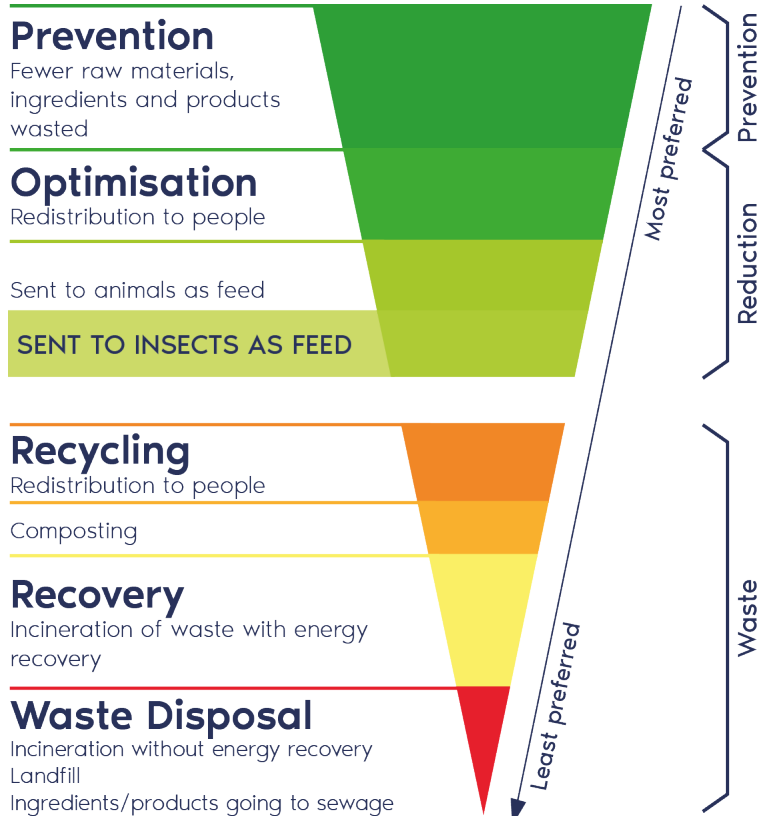 Prevention
Fewer raw materials,
ingredients and products
wasted
Optimisation
Redistribution to people
Sent to animals as feed
SENT TO INSECTS AS FEED
Recycling
Redistribution to people
Composting
Recovery
Incineration of waste with energy
recovery
Waste Disposal
Incineration without energy recovery
Landfill
Ingredients/products going to sewage
Most preferred
Least preferred
Prevention
Reduction
Waste